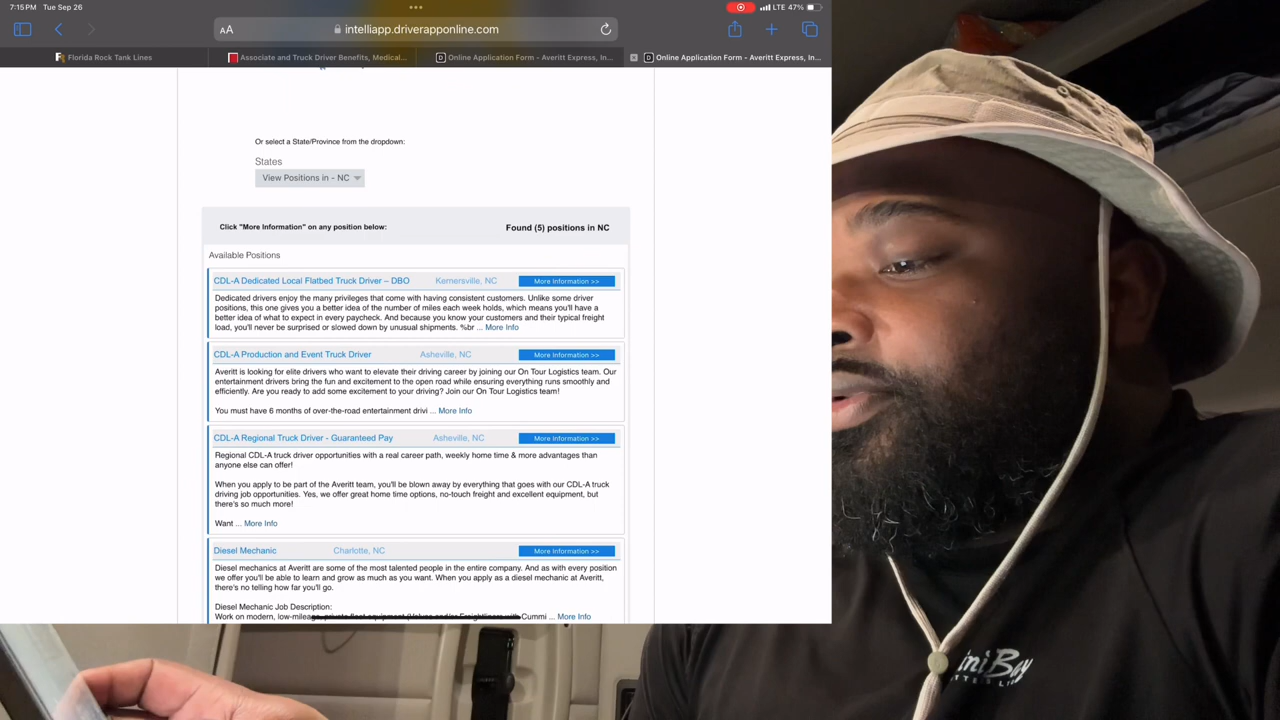 7:15 PM Tue Sep 26
LTE 47%
AA
intelliapp.driverapponline.com
Florida Rock Tank Lines
Associate and Truck Driver Benefits, Medical...
Online Application Form - Averitt Express, In...
Online Application Form - Averitt Express, In...
Or select a State/Province from the dropdown:
States
View Positions in - NC
Click "More Information" on any position below:
Found (5) positions in NC
Available Positions
CDL-A Dedicated Local Flatbed Truck Driver – DBO Kernersville, NC More Information >>
Dedicated drivers enjoy the many privileges that come with having consistent customers. Unlike some driver
positions, this one gives you a better idea of the number of miles each week holds, which means you'll have a
better idea of what to expect in every paycheck. And because you know your customers and their typical freight
load, you'll never be surprised or slowed down by unusual shipments. %br ... More Info
CDL-A Production and Event Truck Driver Asheville, NC More Information >>
Averitt is looking for elite drivers who want to elevate their driving career by joining our On Tour Logistics team. Our
entertainment drivers bring the fun and excitement to the open road while ensuring everything runs smoothly and
efficiently. Are you ready to add some excitement to your driving? Join our On Tour Logistics team!
You must have 6 months of over-the-road entertainment drivi ... More Info
CDL-A Regional Truck Driver - Guaranteed Pay Asheville, NC More Information >>
Regional CDL-A truck driver opportunities with a real career path, weekly home time & more advantages than
anyone else can offer!
When you apply to be part of the Averitt team, you'll be blown away by everything that goes with our CDL-A truck
driving job opportunities. Yes, we offer great home time options, no-touch freight and excellent equipment, but
there's so much more!
Want ... More Info
Diesel Mechanic Charlotte, NC More Information >>
Diesel mechanics at Averitt are some of the most talented people in the entire company. And as with every position
we offer you'll be able to learn and grow as much as you want. When you apply as a diesel mechanic at Averitt,
there's no telling how far you'll go.
Diesel Mechanic Job Description:
Work on modern, low-mileage, private fleet equipment (Volvos and/or Freightliners with Cummi ... More Info